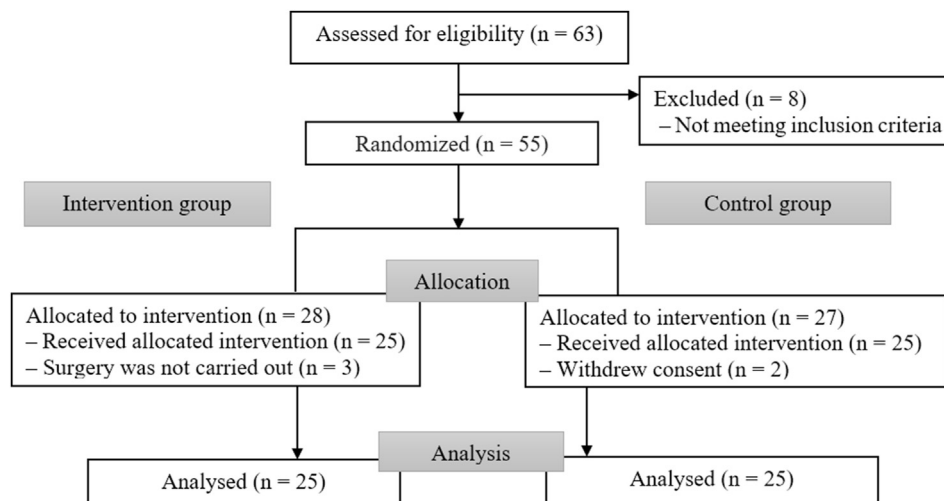 Assessed for eligibility (n = 63)
Excluded (n = 8)
– Not meeting inclusion criteria
Randomized (n = 55)
Intervention group
Control group
Allocation
Allocated to intervention (n = 28)
– Received allocated intervention (n = 25)
– Surgery was not carried out (n = 3)
Allocated to intervention (n = 27)
– Received allocated intervention (n = 25)
– Withdrew consent (n = 2)
Analysis
Analysed (n = 25)
Analysed (n = 25)